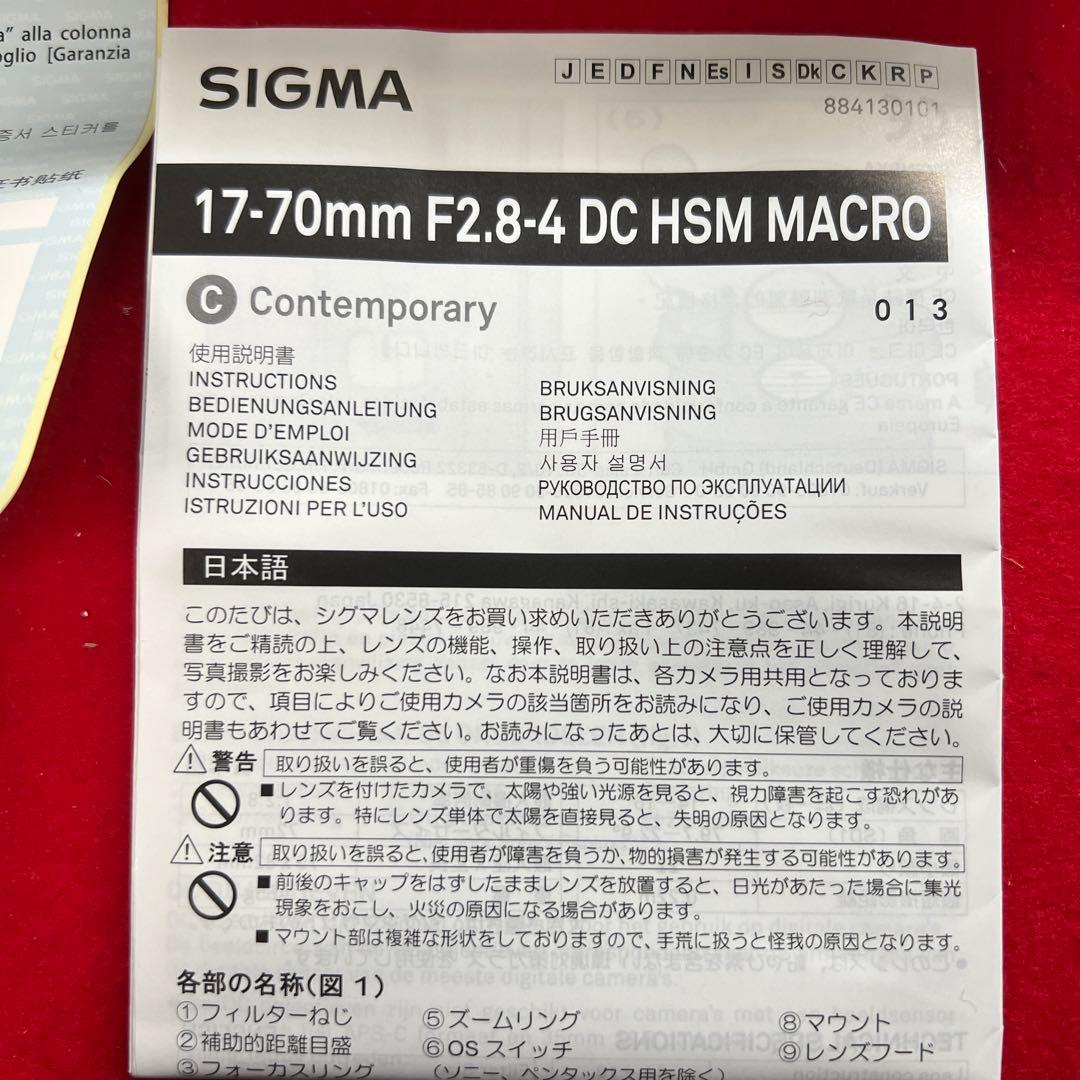 a” alla colonna
oglio [Garanzia
증서 스티커를
书贴纸
SIGMA
J E D F N Es I S Dk C K R P
884130101
17-70mm F2.8-4 DC HSM MACRO
C Contemporary
013
使用説明書
INSTRUCTIONS
BEDIENUNGSANLEITUNG
MODE D’EMPLOI
GEBRUIKSAANWIJZING
INSTRUCCIONES
ISTRUZIONI PER L’USO
BRUKSANVISNING
BRUGSANVISNING
用戶手冊
사용자 설명서
РУКОВОДСТВО ПО ЭКСПЛУАТАЦИИ
MANUAL DE INSTRUÇÕES
日本語
このたびは、シグマレンズをお買い求めいただきありがとうございます。本説明
書をご精読の上、レンズの機能、操作、取り扱い上の注意点を正しく理解して、
写真撮影をお楽しみください。なお本説明書は、各カメラ用共用となっておりま
すので、項目によりご使用カメラの該当箇所をお読みになり、ご使用カメラの説
明書もあわせてご覧ください。お読みになったあとは、大切に保管してください。
警告 取り扱いを誤ると、使用者が重傷を負う可能性があります。
■レンズを付けたカメラで、太陽や強い光源を見ると、視力障害を起こす恐れがあ
ります。特にレンズ単体で太陽を直接見ると、失明の原因となります。
注意 取り扱いを誤ると、使用者が障害を負うか、物的損害が発生する可能性があります。
■前後のキャップをはずしたままレンズを放置すると、日光があたった場合に集光
現象をおこし、火災の原因になる場合があります。
■マウント部は複雑な形状をしておりますので、手荒に扱うと怪我の原因となります。
各部の名称（図１）
①フィルターねじ
②補助的距離目盛
③フォーカスリング
⑤ズームリング
⑥OS スイッチ
（ソニー、ペンタックス用を除く）
⑧マウント
⑨レンズフード